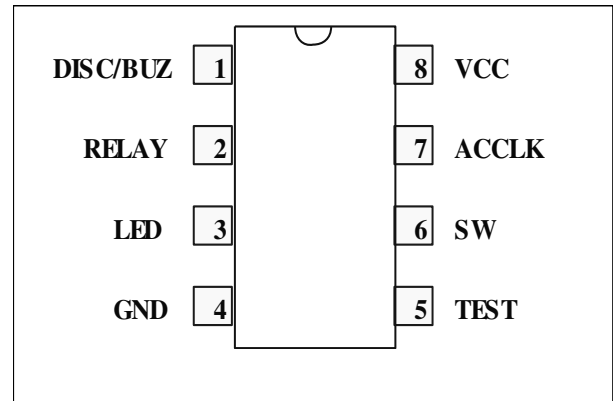 DISC/BUZ 1 8 VCC
RELAY 2 7 ACCLK
LED 3 6 SW
GND 4 5 TEST